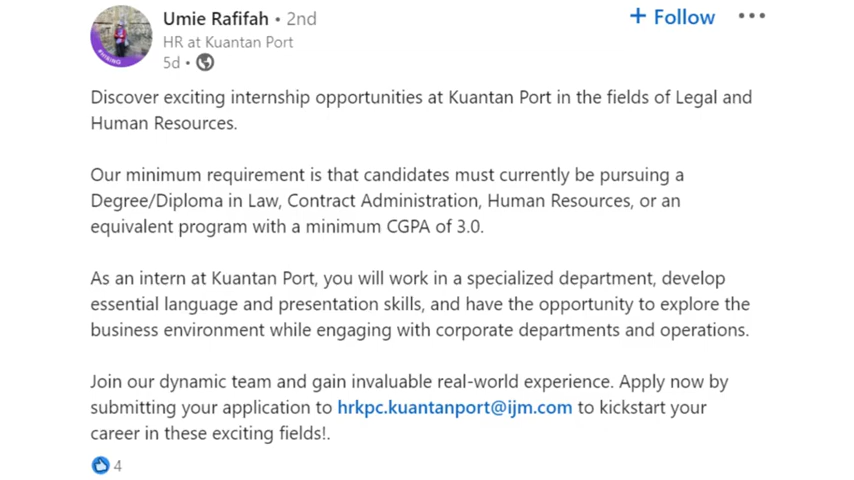 Umie Rafifah • 2nd
+ Follow •••
HR at Kuantan Port
5d •
#HIRING
Discover exciting internship opportunities at Kuantan Port in the fields of Legal and
Human Resources.
Our minimum requirement is that candidates must currently be pursuing a
Degree/Diploma in Law, Contract Administration, Human Resources, or an
equivalent program with a minimum CGPA of 3.0.
As an intern at Kuantan Port, you will work in a specialized department, develop
essential language and presentation skills, and have the opportunity to explore the
business environment while engaging with corporate departments and operations.
Join our dynamic team and gain invaluable real-world experience. Apply now by
submitting your application to hrkpc.kuantanport@ijm.com to kickstart your
career in these exciting fields!.
4